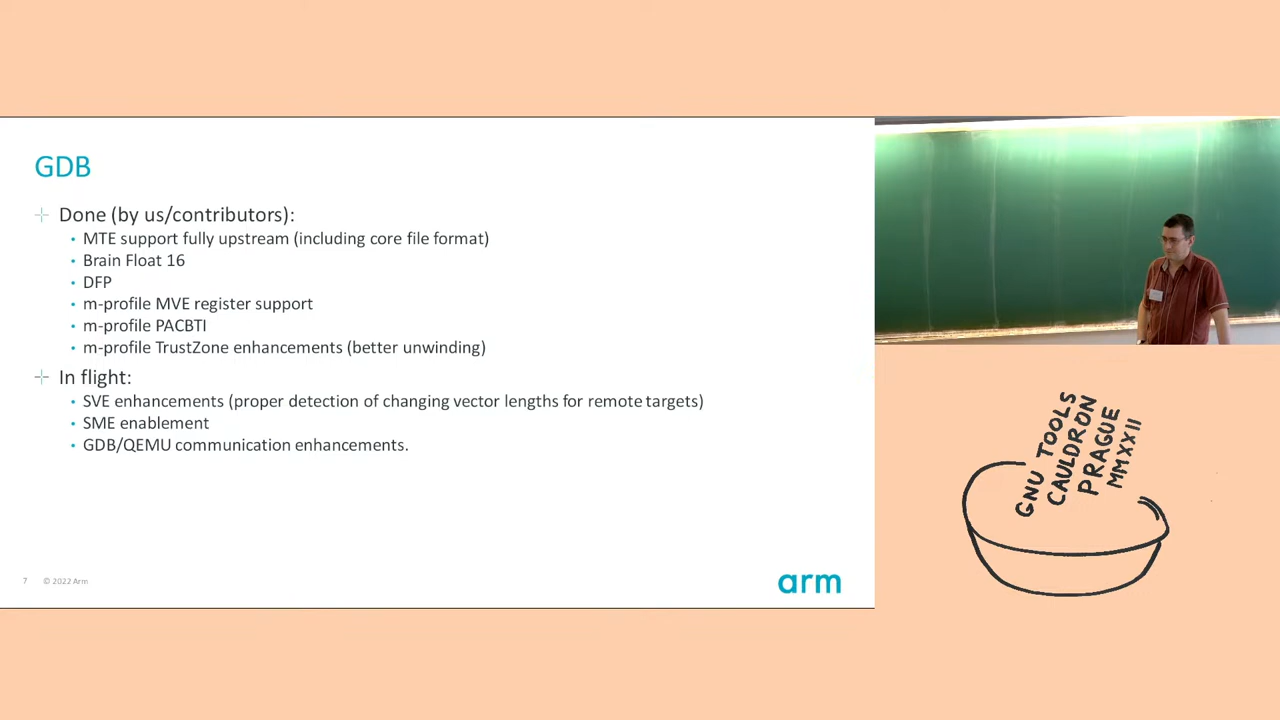 GDB
Done (by us/contributors):
MTE support fully upstream (including core file format)
Brain Float 16
DFP
m-profile MVE register support
m-profile PACBTI
m-profile TrustZone enhancements (better unwinding)
In flight:
SVE enhancements (proper detection of changing vector lengths for remote targets)
SME enablement
GDB/QEMU communication enhancements.
7 © 2022 Arm
arm
GNU TOOLS
CAULDRON
PRAGUE
MMXXII